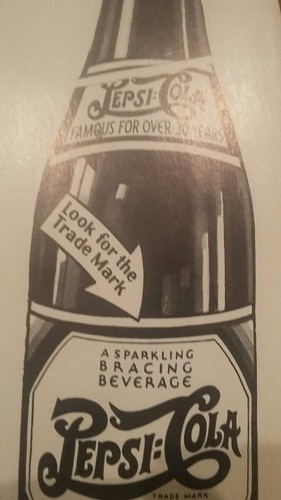 PEPSI:COLA
FAMOUS FOR OVER 30 YEARS
Look for the
Trade Mark
A SPARKLING
BRACING
BEVERAGE
PEPSI:COLA
TRADE MARK